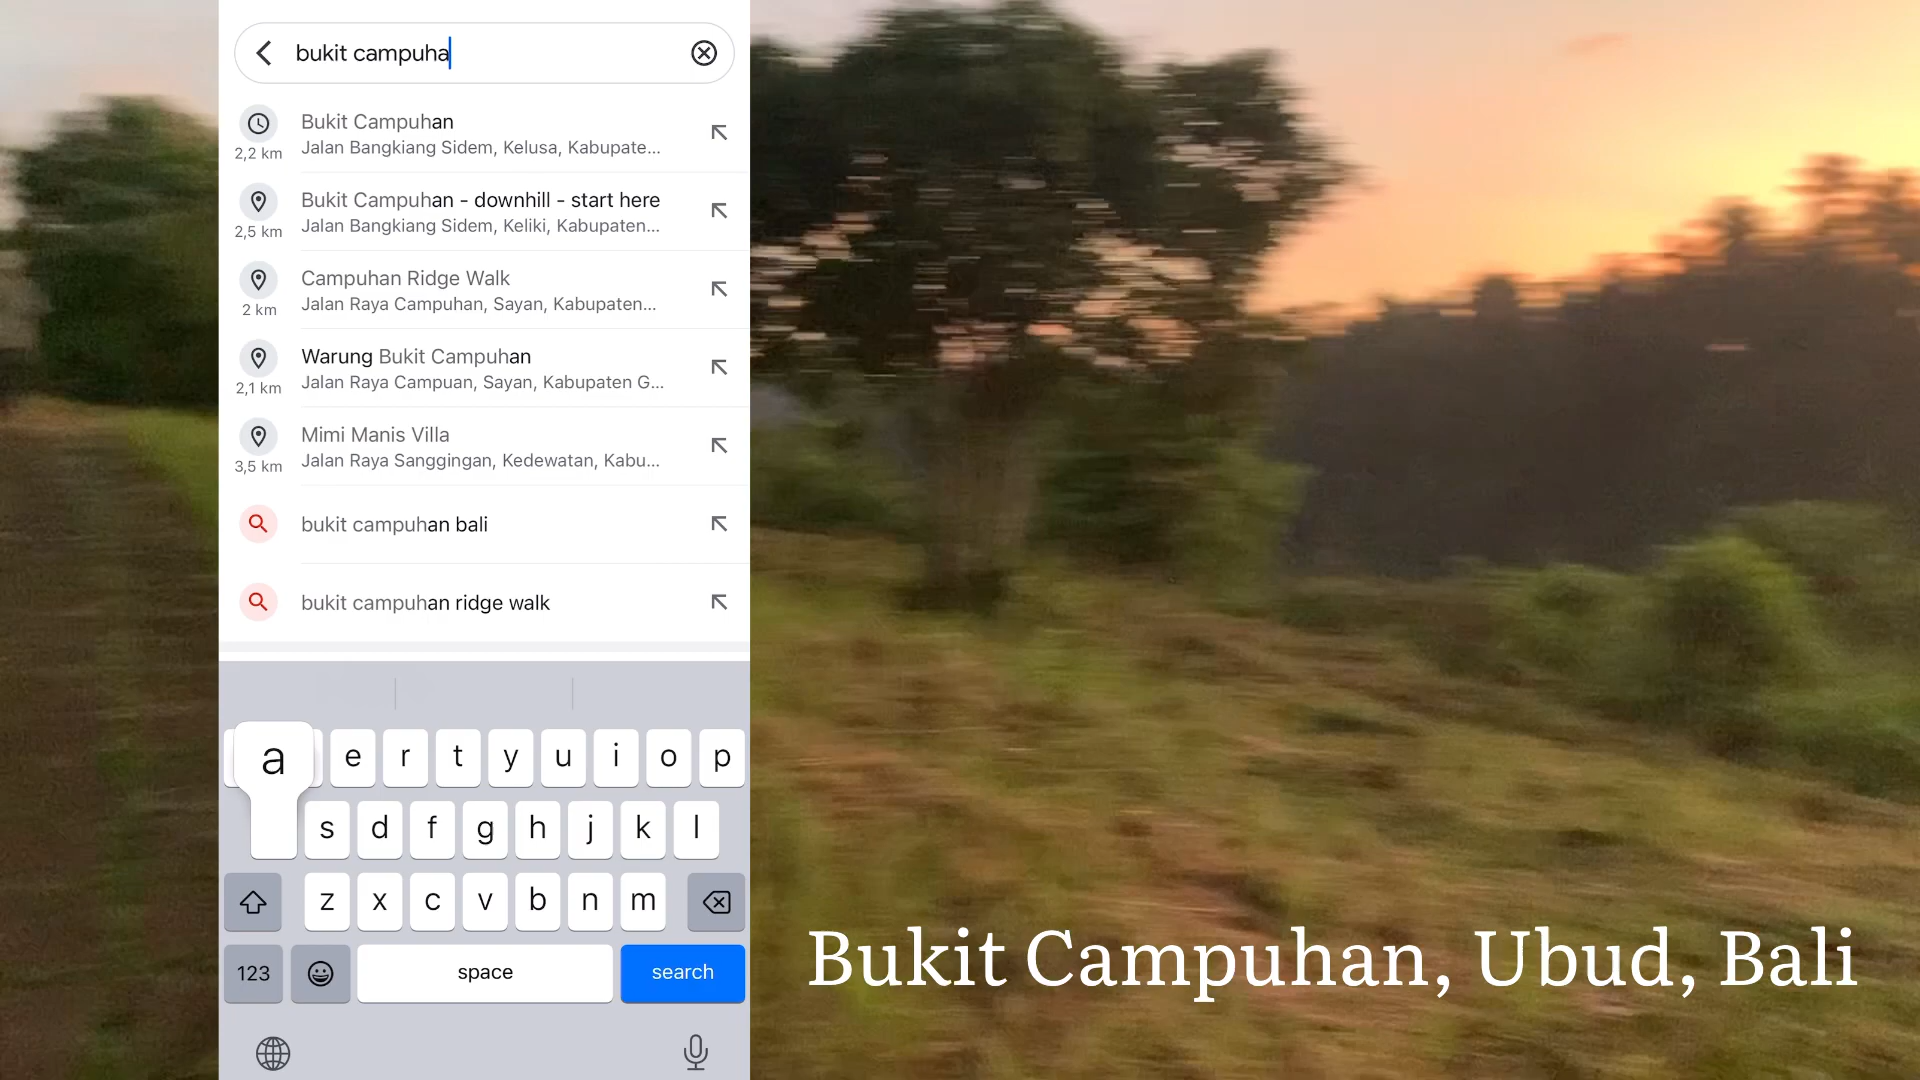 bukit campuha
Bukit Campuhan
2,2 km
Jalan Bangkiang Sidem, Kelusa, Kabupate...
Bukit Campuhan - downhill - start here
2,5 km
Jalan Bangkiang Sidem, Keliki, Kabupaten...
Campuhan Ridge Walk
2 km
Jalan Raya Campuhan, Sayan, Kabupaten...
Warung Bukit Campuhan
2,1 km
Jalan Raya Campuan, Sayan, Kabupaten G...
Mimi Manis Villa
3,5 km
Jalan Raya Sanggingan, Kedewatan, Kabu...
bukit campuhan bali
bukit campuhan ridge walk
a e r t y u i o p
s d f g h j k l
z x c v b n m
123 space search
Bukit Campuhan, Ubud, Bali